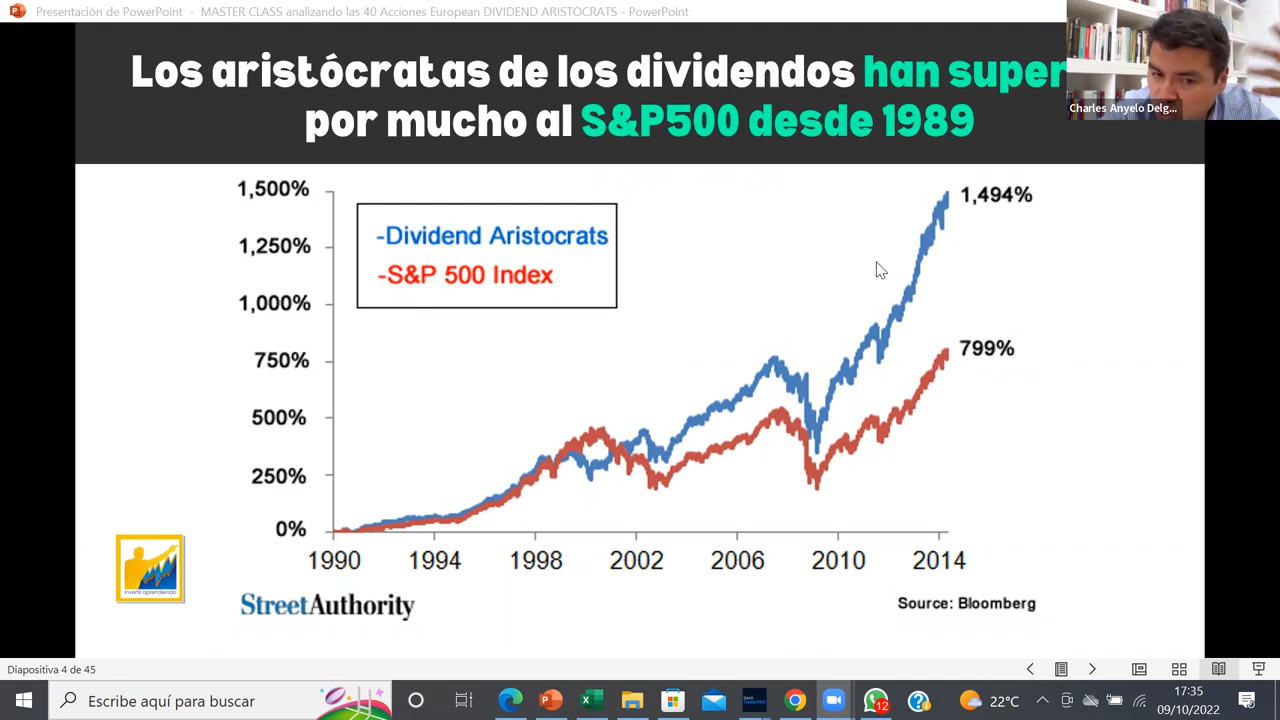 Presentación de PowerPoint - MASTER CLASS analizando las 40 Acciones European DIVIDEND ARISTOCRATS - PowerPoint
Los aristócratas de los dividendos han super
por mucho al S&P500 desde 1989
Charles Anyelo Delg...
1,500%
1,250%
1,000%
750%
500%
250%
0%
-Dividend Aristocrats
-S&P 500 Index
1,494%
799%
1990 1994 1998 2002 2006 2010 2014
invertir aprendiendo
StreetAuthority
Source: Bloomberg
Diapositiva 4 de 45
Escribe aquí para buscar
12
22°C
17:35
09/10/2022